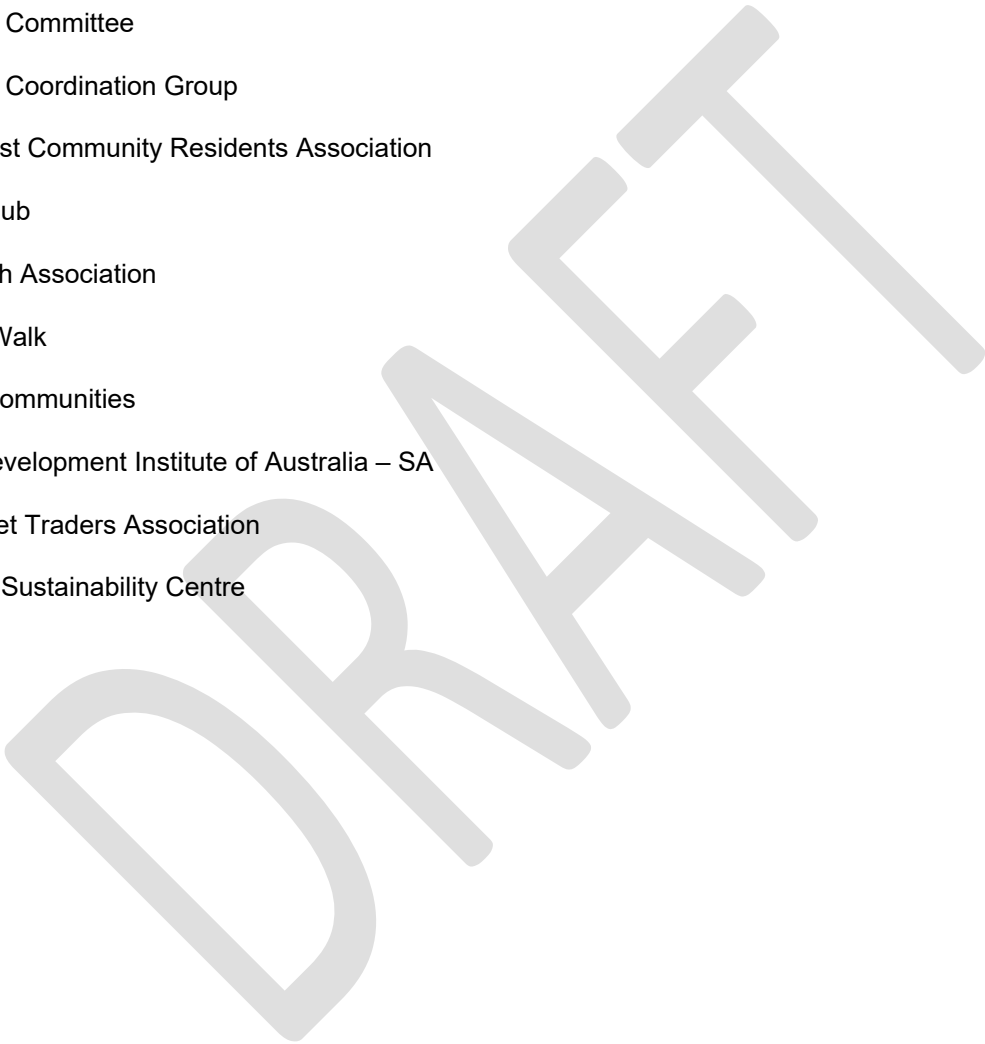 Committee
Coordination Group
st Community Residents Association
ub
h Association
Walk
ommunities
evelopment Institute of Australia – SA
et Traders Association
Sustainability Centre
DRAFT